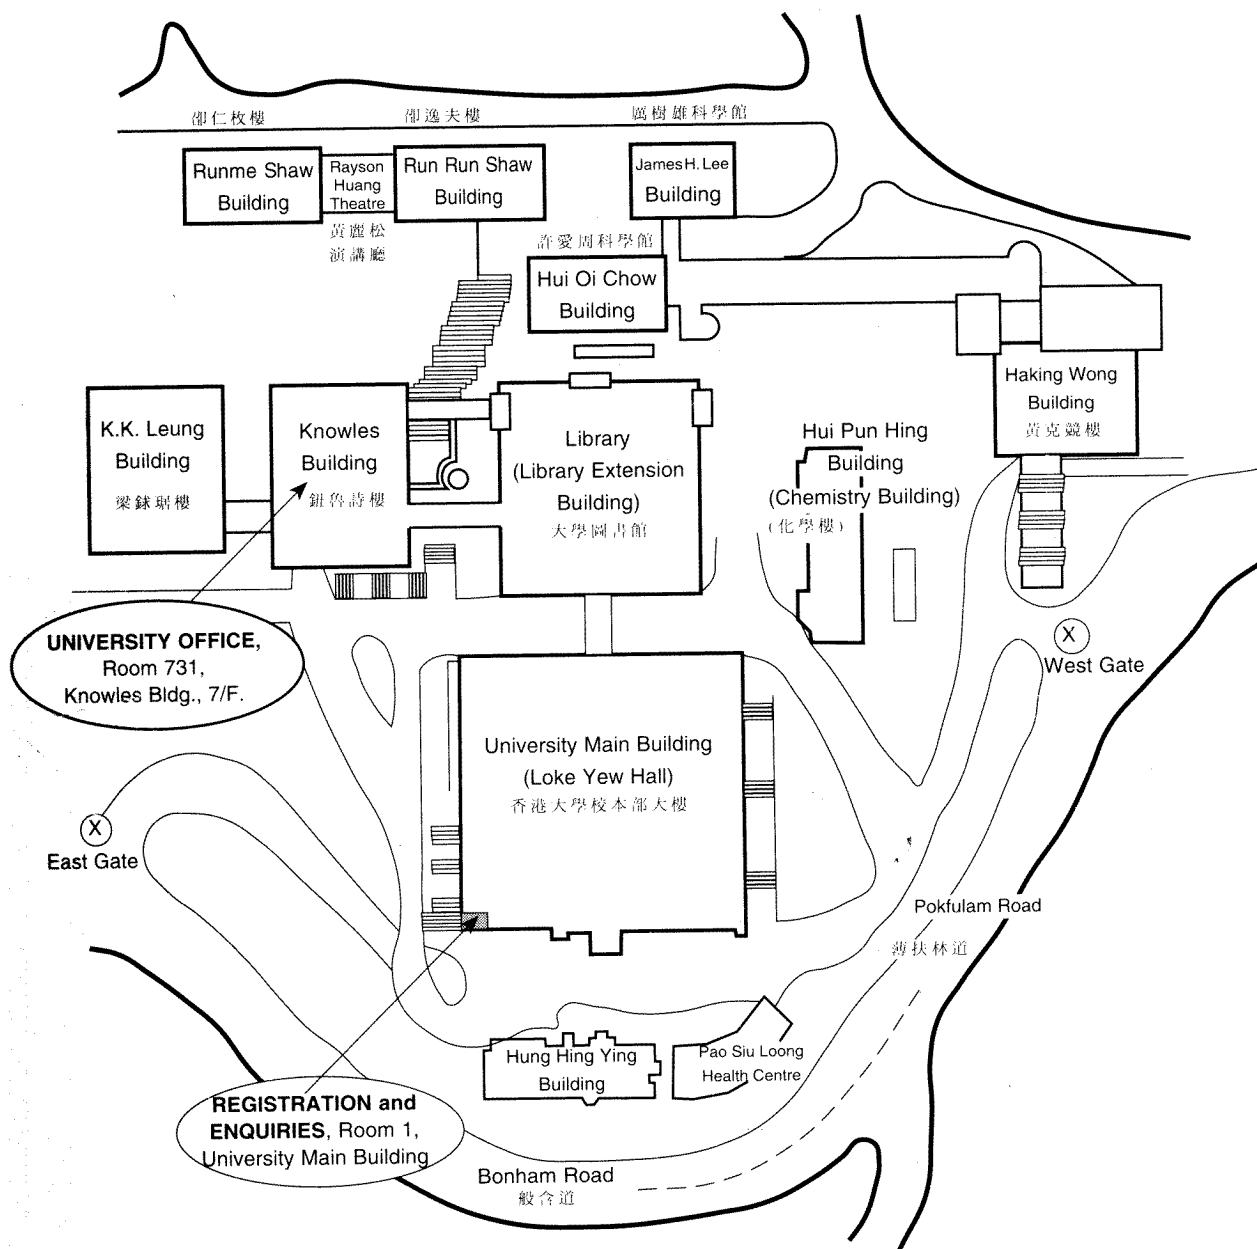 邵仁枚樓
邵逸夫樓
厲樹雄科學館
Runme Shaw
Building
Rayson
Huang
Theatre
黃麗松
演講廳
Run Run Shaw
Building
James H. Lee
Building
許愛周科學館
Hui Oi Chow
Building
K.K. Leung
Building
梁銶琚樓
Knowles
Building
鈕魯詩樓
Library
(Library Extension
Building)
大學圖書館
Hui Pun Hing
Building
(Chemistry Building)
(化學樓)
Haking Wong
Building
黃克競樓
UNIVERSITY OFFICE,
Room 731,
Knowles Bldg., 7/F.
X
West Gate
University Main Building
(Loke Yew Hall)
香港大學校本部大樓
X
East Gate
Pokfulam Road
薄扶林道
Hung Hing Ying
Building
Pao Siu Loong
Health Centre
REGISTRATION and
ENQUIRIES, Room 1,
University Main Building
Bonham Road
般含道